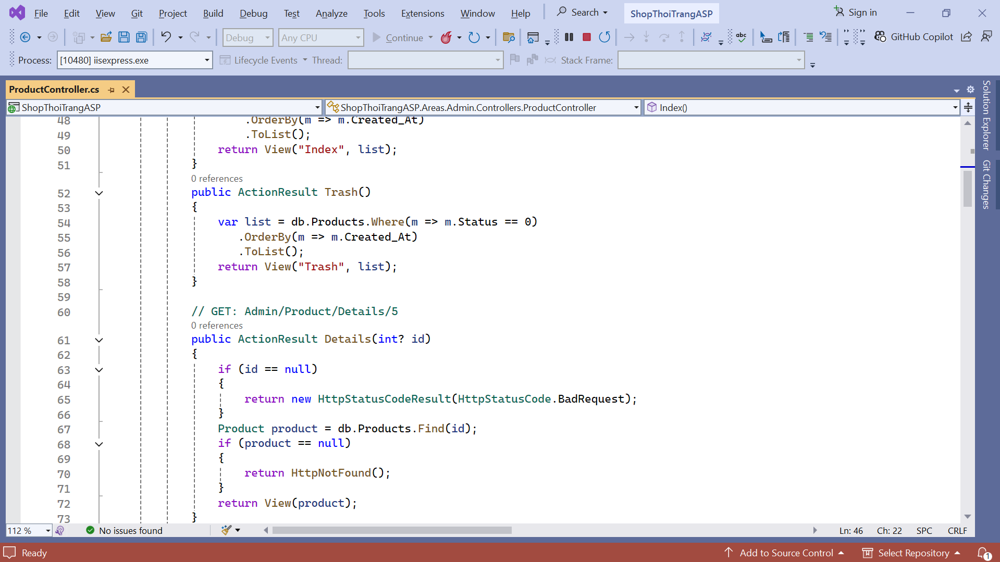 File Edit View Git Project Build Debug Test Analyze Tools Extensions Window Help Search ShopThoiTrangASP Sign in
Debug Any CPU Continue abc GitHub Copilot
Process: [10480] iisexpress.exe Lifecycle Events Thread: Stack Frame:
ProductController.cs
ShopThoiTrangASP ShopThoiTrangASP.Areas.Admin.Controllers.ProductController Index()
48 .OrderBy(m => m.Created_At)
49 .ToList();
50 return View("Index", list);
51 }
0 references
52 public ActionResult Trash()
53 {
54 var list = db.Products.Where(m => m.Status == 0)
55 .OrderBy(m => m.Created_At)
56 .ToList();
57 return View("Trash", list);
58 }
59
60 // GET: Admin/Product/Details/5
0 references
61 public ActionResult Details(int? id)
62 {
63 if (id == null)
64 {
65 return new HttpStatusCodeResult(HttpStatusCode.BadRequest);
66 }
67 Product product = db.Products.Find(id);
68 if (product == null)
69 {
70 return HttpNotFound();
71 }
72 return View(product);
73 }
Solution Explorer
Git Changes
112 % No issues found Ln: 46 Ch: 22 SPC CRLF
Ready Add to Source Control Select Repository 1